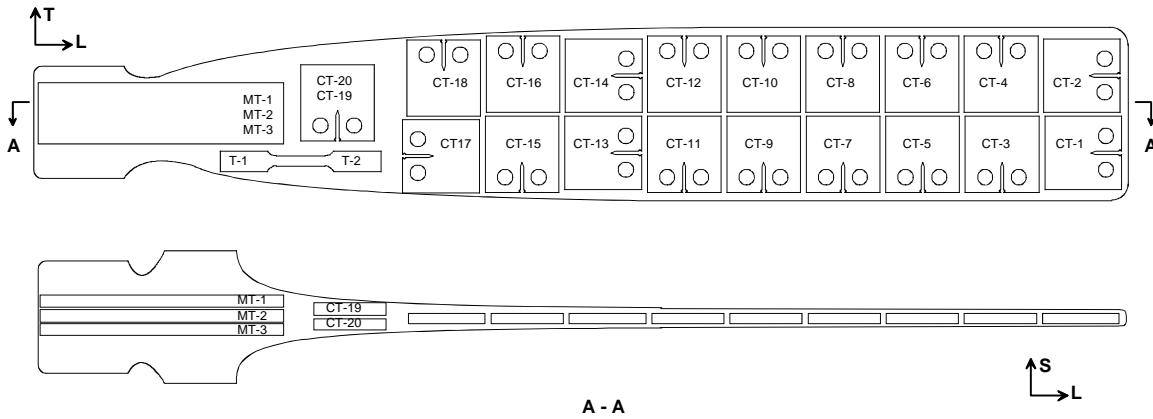 T
L
CT-20
CT-19
CT-18
CT-16
CT-14
CT-12
CT-10
CT-8
CT-6
CT-4
CT-2
MT-1
MT-2
MT-3
A
A
T-1
T-2
CT17
CT-15
CT-13
CT-11
CT-9
CT-7
CT-5
CT-3
CT-1
MT-1
MT-2
MT-3
CT-19
CT-20
S
L
A - A